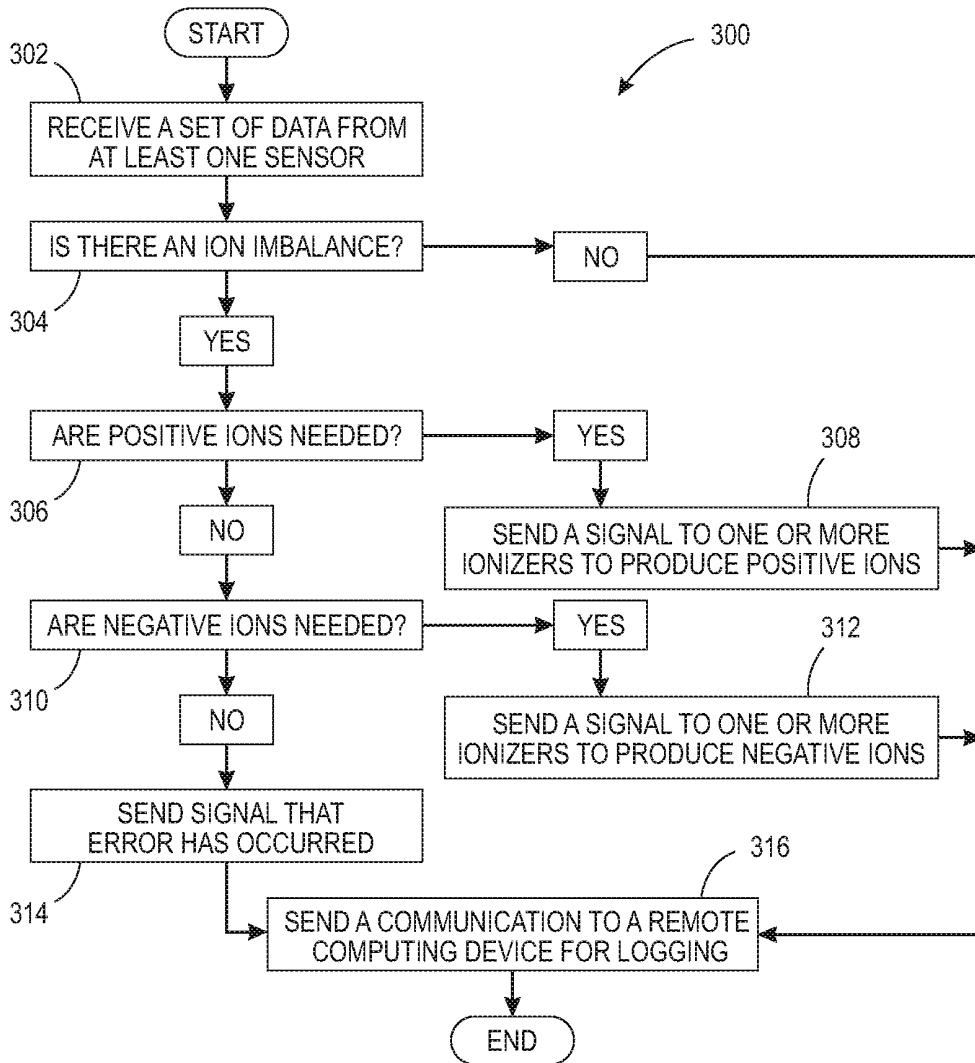 START
300
302
RECEIVE A SET OF DATA FROM
AT LEAST ONE SENSOR
IS THERE AN ION IMBALANCE?
NO
304
YES
ARE POSITIVE IONS NEEDED?
YES
308
306
NO
SEND A SIGNAL TO ONE OR MORE
IONIZERS TO PRODUCE POSITIVE IONS
ARE NEGATIVE IONS NEEDED?
YES
312
310
NO
SEND A SIGNAL TO ONE OR MORE
IONIZERS TO PRODUCE NEGATIVE IONS
SEND SIGNAL THAT
ERROR HAS OCCURRED
316
314
SEND A COMMUNICATION TO A REMOTE
COMPUTING DEVICE FOR LOGGING
END